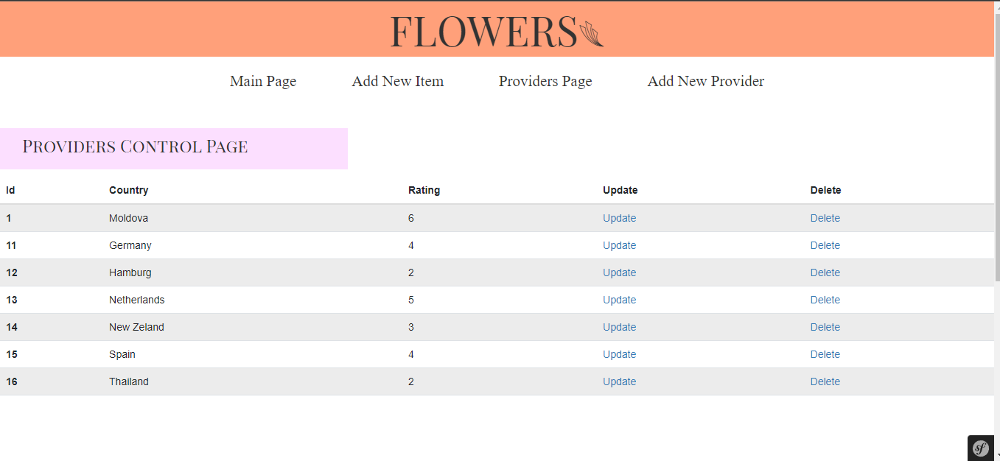 FLOWERS
Main Page Add New Item Providers Page Add New Provider
Providers Control Page
Id Country Rating Update Delete
1 Moldova 6 Update Delete
11 Germany 4 Update Delete
12 Hamburg 2 Update Delete
13 Netherlands 5 Update Delete
14 New Zeland 3 Update Delete
15 Spain 4 Update Delete
16 Thailand 2 Update Delete
sf